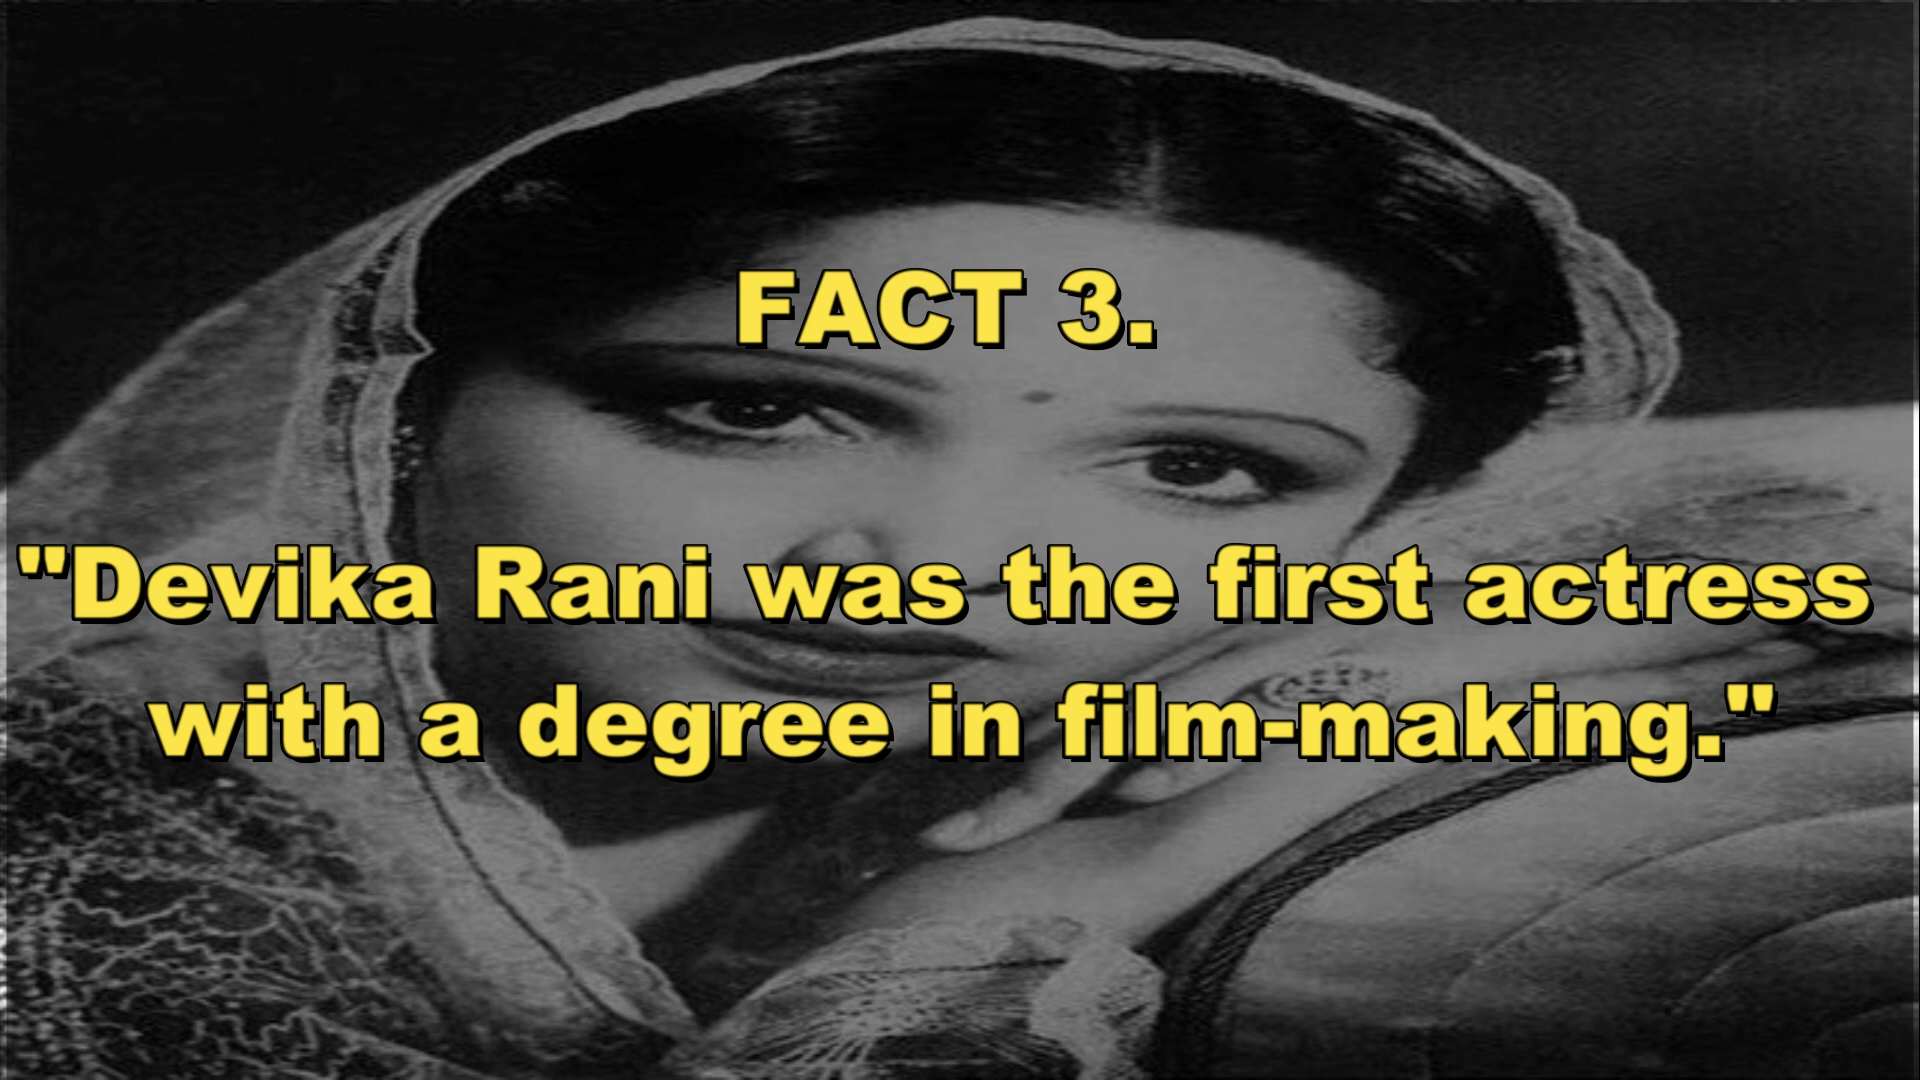 FACT 3.
"Devika Rani was the first actress
with a degree in film-making."